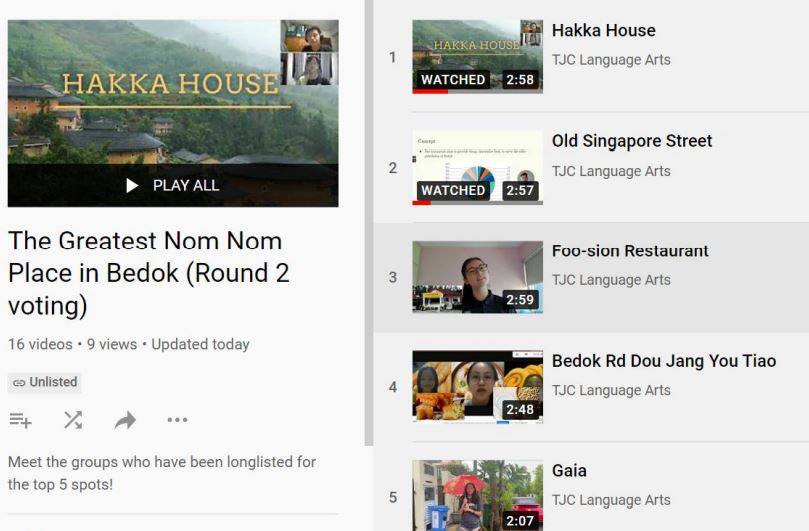 HAKKA HOUSE
PLAY ALL
The Greatest Nom Nom
Place in Bedok (Round 2
voting)
16 videos • 9 views • Updated today
Unlisted
Meet the groups who have been longlisted for
the top 5 spots!
1
HAKKA HOUSE
WATCHED 2:58
Hakka House
TJC Language Arts
2
Concept
WATCHED 2:57
Old Singapore Street
TJC Language Arts
3
2:59
Foo-sion Restaurant
TJC Language Arts
4
2:48
Bedok Rd Dou Jang You Tiao
TJC Language Arts
5
2:07
Gaia
TJC Language Arts